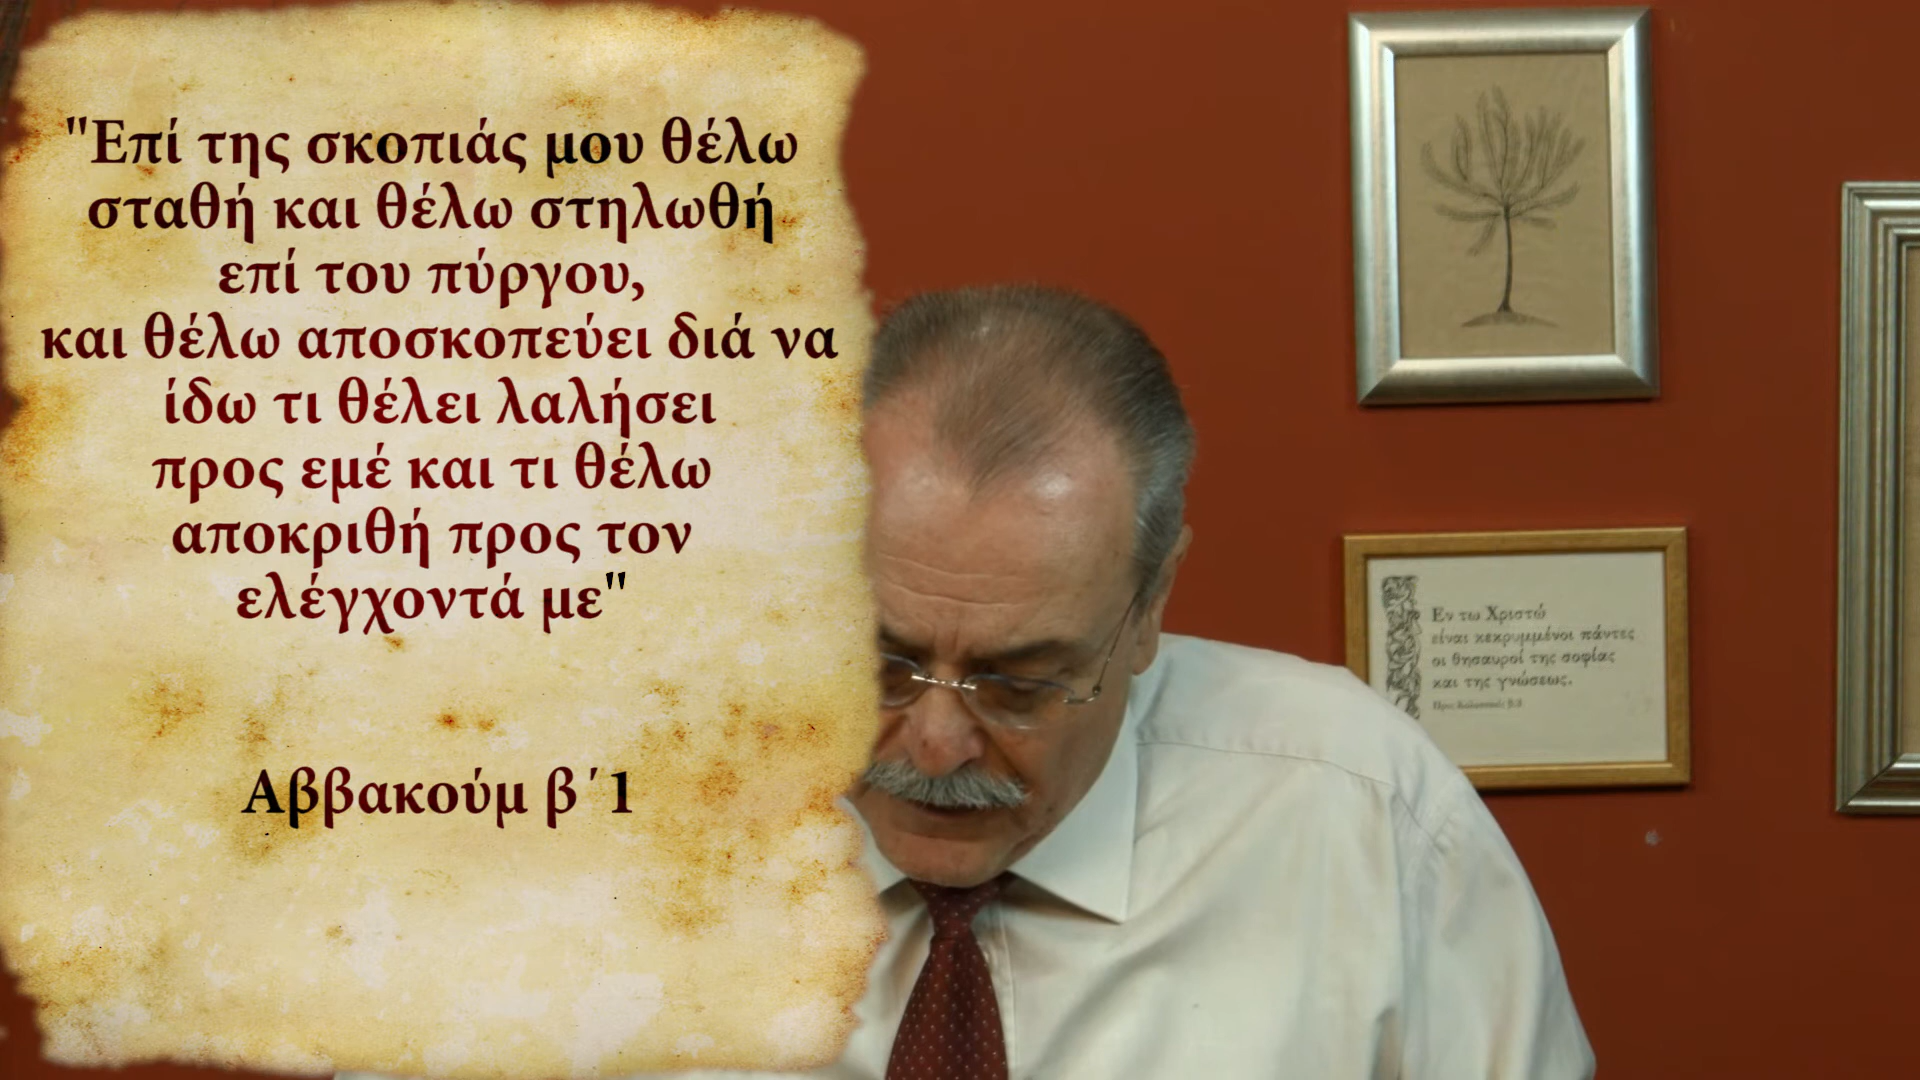 "Επί της σκοπιάς μου θέλω
σταθή και θέλω στηλωθή
επί του πύργου,
και θέλω αποσκοπεύει διά να
ίδω τι θέλει λαλήσει
προς εμέ και τι θέλω
αποκριθή προς τον
ελέγχοντά με"
Αββακούμ β΄1
Εν τω Χριστώ
είναι κεκρυμμένοι πάντες
οι θησαυροί της σοφίας
και της γνώσεως.